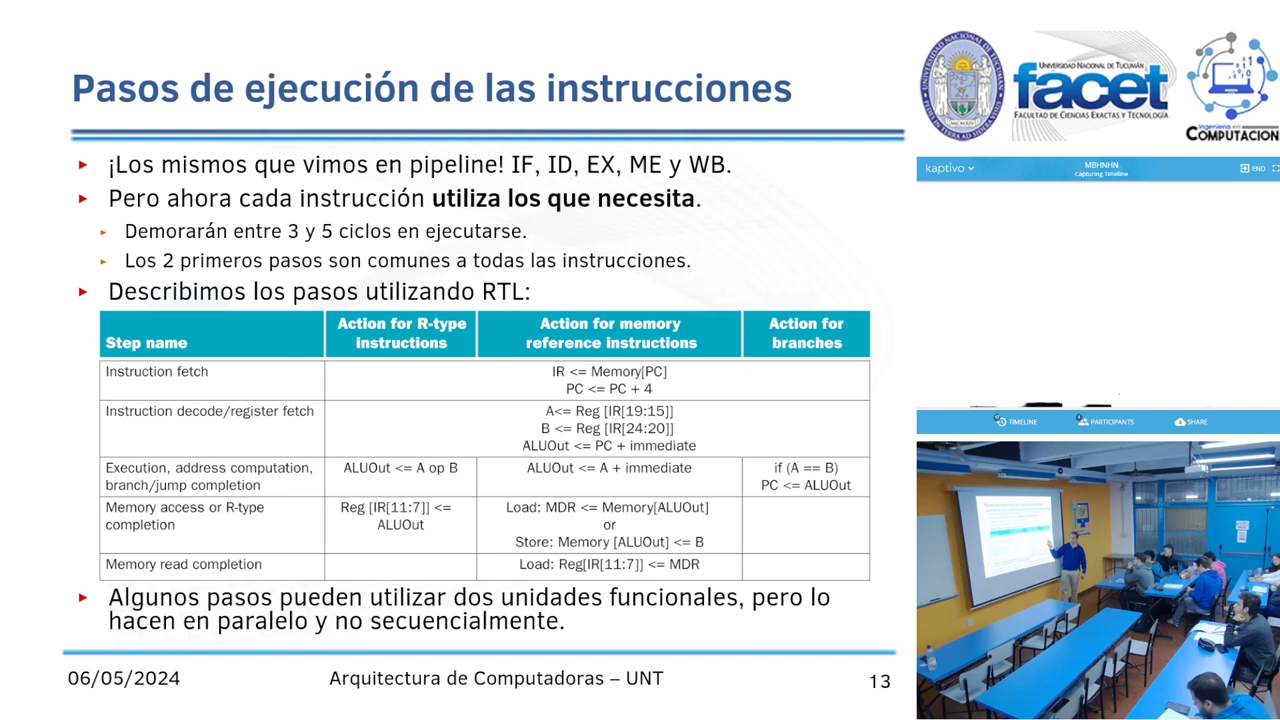 Pasos de ejecución de las instrucciones
¡Los mismos que vimos en pipeline! IF, ID, EX, ME y WB.
Pero ahora cada instrucción utiliza los que necesita.
Demorarán entre 3 y 5 ciclos en ejecutarse.
Los 2 primeros pasos son comunes a todas las instrucciones.
Describimos los pasos utilizando RTL:
Step name
Action for R-type
instructions
Action for memory
reference instructions
Action for
branches
Instruction fetch
IR <= Memory[PC]
PC <= PC + 4
Instruction decode/register fetch
A<= Reg [IR[19:15]]
B <= Reg [IR[24:20]]
ALUOut <= PC + immediate
Execution, address computation,
branch/jump completion
ALUOut <= A op B
ALUOut <= A + immediate
if (A == B)
PC <= ALUOut
Memory access or R-type
completion
Reg [IR[11:7]] <=
ALUOut
Load: MDR <= Memory[ALUOut]
or
Store: Memory [ALUOut] <= B
Memory read completion
Load: Reg[IR[11:7]] <= MDR
Algunos pasos pueden utilizar dos unidades funcionales, pero lo
hacen en paralelo y no secuencialmente.
06/05/2024
Arquitectura de Computadoras – UNT
13
UNIVERSIDAD NACIONAL DE TUCUMÁN
facet
FACULTAD DE CIENCIAS EXACTAS Y TECNOLOGÍA
Ingeniería en
COMPUTACION
kaptivo
MBHNHN
Capturing Timeline
END
TIMELINE
PARTICIPANTS
SHARE